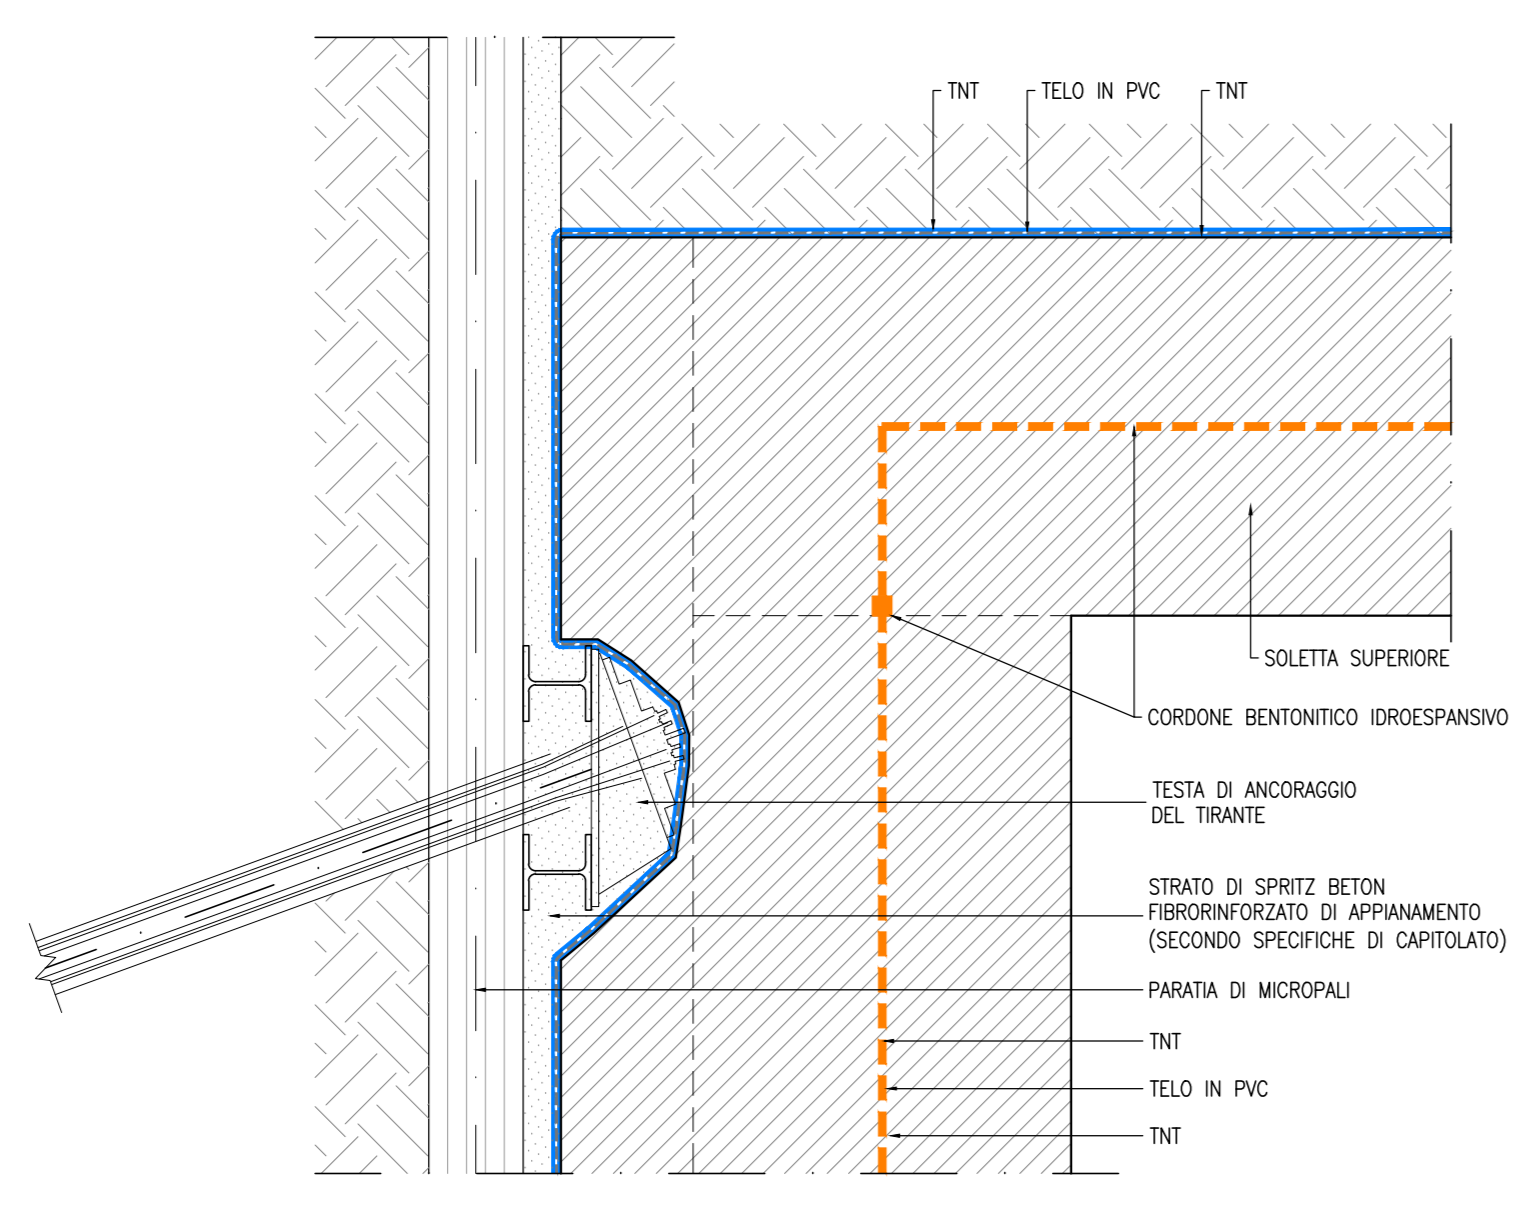 TNT
TELO IN PVC
TNT
SOLETTA SUPERIORE
CORDONE BENTONITICO IDROESPANSIVO
TESTA DI ANCORAGGIO
DEL TIRANTE
STRATO DI SPRITZ BETON
FIBRORINFORZATO DI APPIANAMENTO
(SECONDO SPECIFICHE DI CAPITOLATO)
PARATIA DI MICROPALI
TNT
TELO IN PVC
TNT